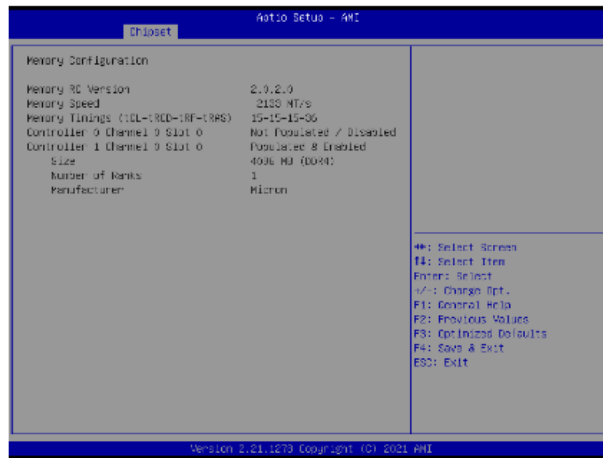 Aptio Setup - AMI
Chipset
Memory Configuration
Memory RC Version 2.0.2.0
Memory Speed 2133 MT/s
Memory Timings (tCL-tRCD-tRP-tRAS) 15-15-15-36
Controller 0 Channel 0 Slot 0 Not Populated / Disabled
Controller 1 Channel 0 Slot 0 Populated & Enabled
Size 4096 MB (DDR4)
Number of Ranks 1
Manufacturer Micron
: Select Screen
↑↓: Select Item
Enter: Select
+/-: Change Opt.
F1: General Help
F2: Previous Values
F3: Optimized Defaults
F4: Save & Exit
ESC: Exit
Version 2.21.1278 Copyright (C) 2021 AMI